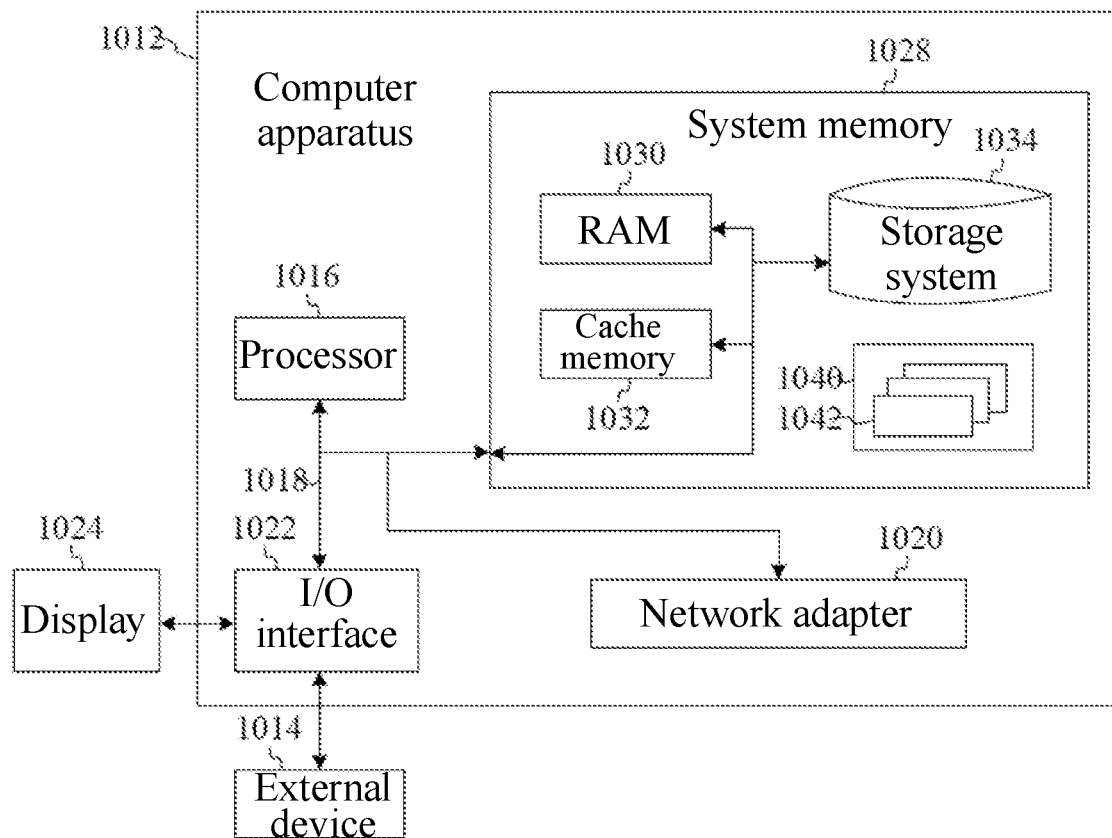 1012
1028
Computer
apparatus
System memory
1030
1034
RAM
Storage
system
1016
Processor
Cache
memory
1032
1040
1042
1018
1024
1022
1020
Display
I/O
interface
Network adapter
1014
External
device